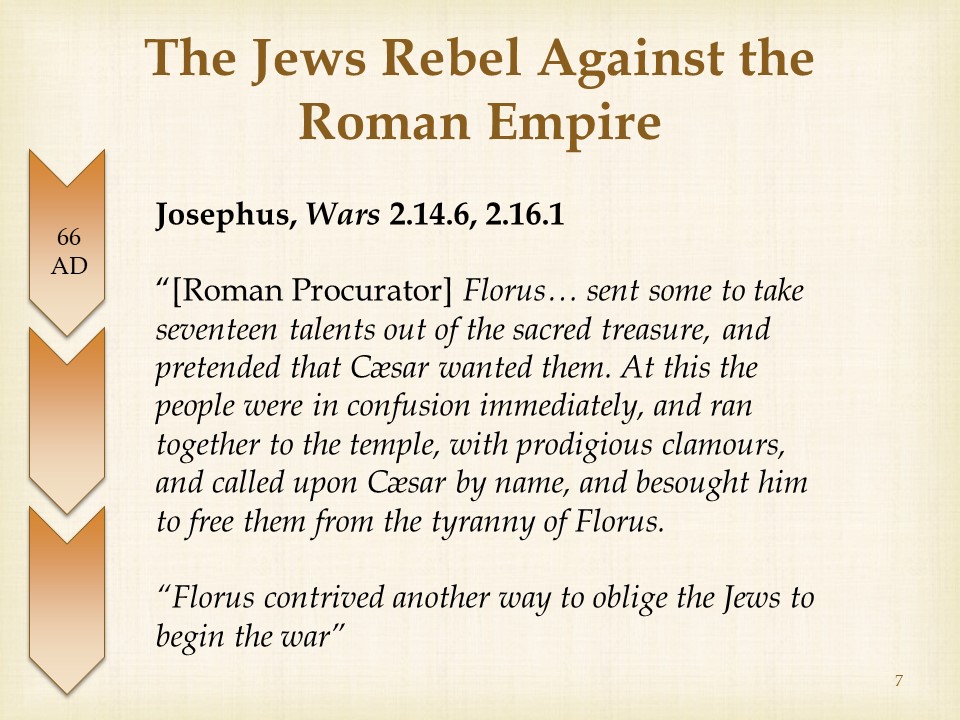 The Jews Rebel Against the
Roman Empire
66
AD
Josephus, Wars 2.14.6, 2.16.1
“[Roman Procurator] Florus… sent some to take
seventeen talents out of the sacred treasure, and
pretended that Cæsar wanted them. At this the
people were in confusion immediately, and ran
together to the temple, with prodigious clamours,
and called upon Cæsar by name, and besought him
to free them from the tyranny of Florus.
“Florus contrived another way to oblige the Jews to
begin the war”
7